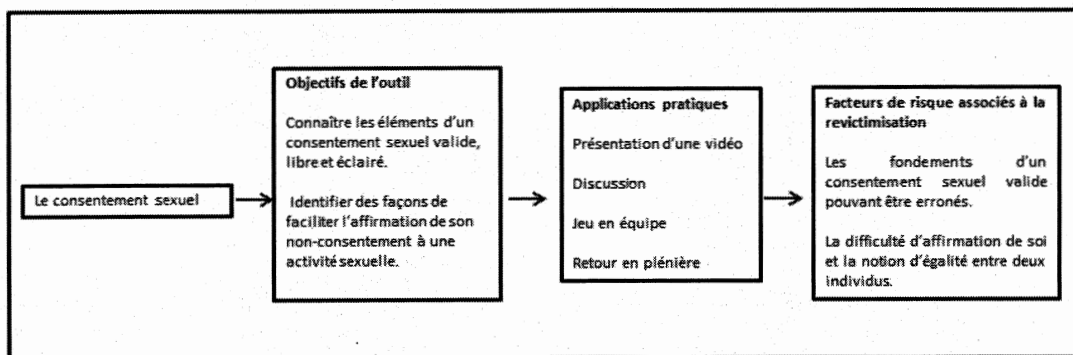 Le consentement sexuel
Objectifs de l'outil
Connaître les éléments d'un
consentement sexuel valide,
libre et éclairé.
Identifier des façons de
faciliter l'affirmation de son
non-consentement à une
activité sexuelle.
Applications pratiques
Présentation d'une vidéo
Discussion
Jeu en équipe
Retour en plénière
Facteurs de risque associés à la
revictimisation
Les fondements d'un
consentement sexuel valide
pouvant être erronés.
La difficulté d'affirmation de soi
et la notion d'égalité entre deux
individus.